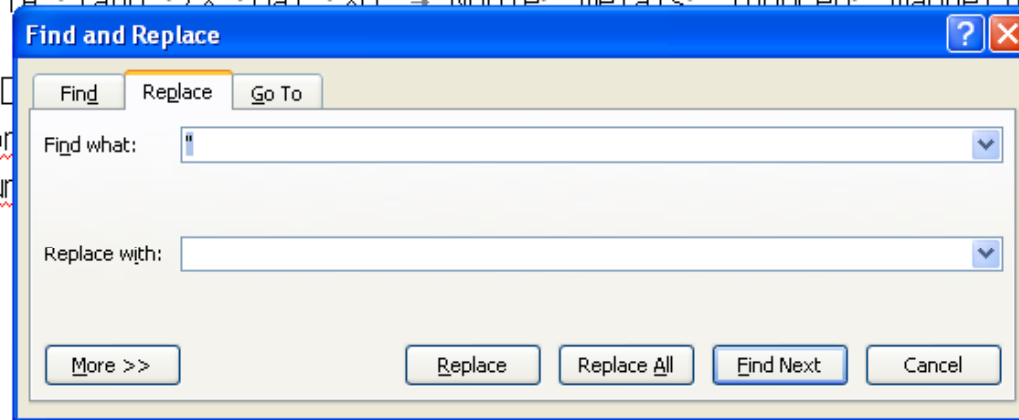 Find and Replace
Find Replace Go To
Find what: "
Replace with:
More >> Replace Replace All Find Next Cancel